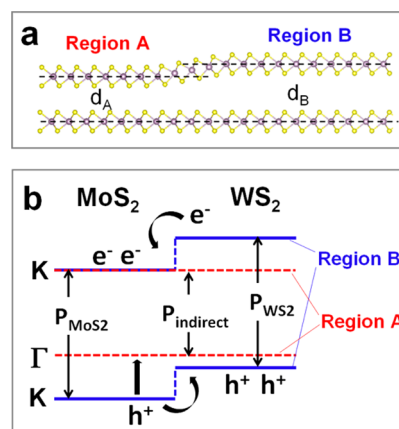 a
Region A Region B
d_A d_B
b
MoS₂ WS₂
e⁻
e⁻ e⁻
K
Region B
P_MoS2 P_indirect P_WS2
Region A
Γ
K
h⁺ h⁺ h⁺